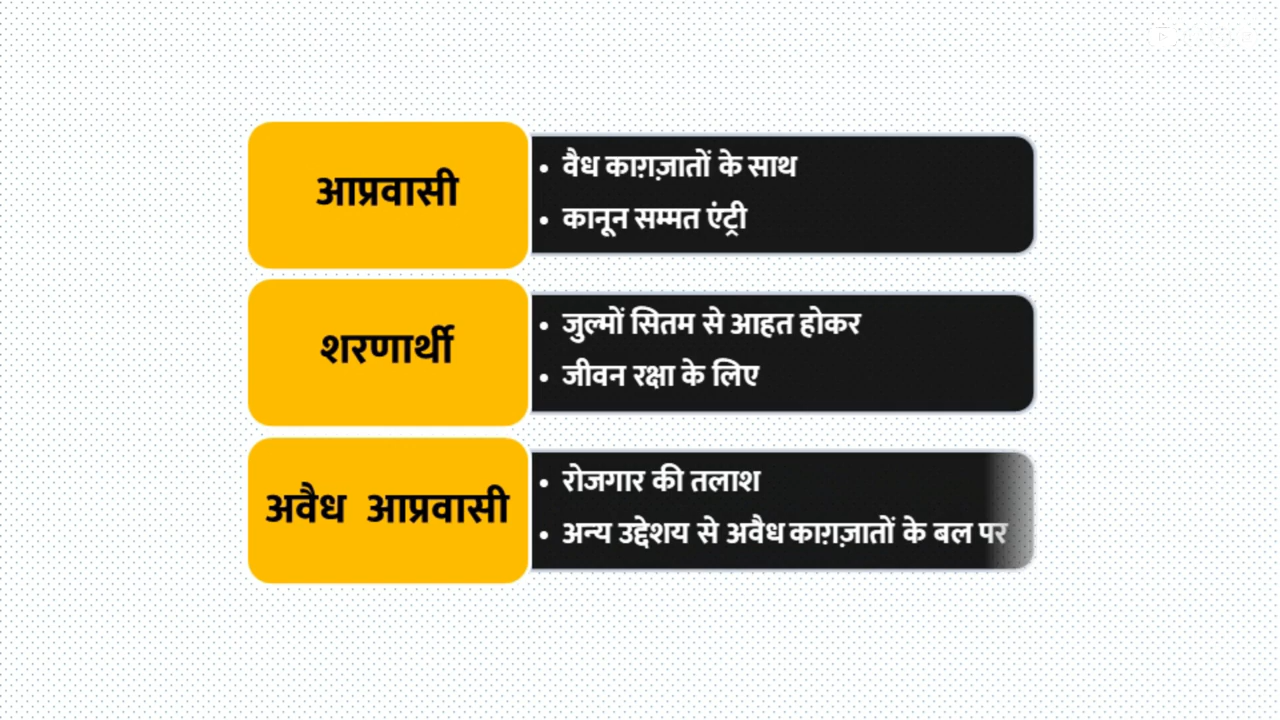 आप्रवासी
वैध काग़ज़ातों के साथ
कानून सम्मत एंट्री
शरणार्थी
जुल्मों सितम से आहत होकर
जीवन रक्षा के लिए
अवैध आप्रवासी
रोजगार की तलाश
अन्य उद्देशय से अवैध काग़ज़ातों के बल पर